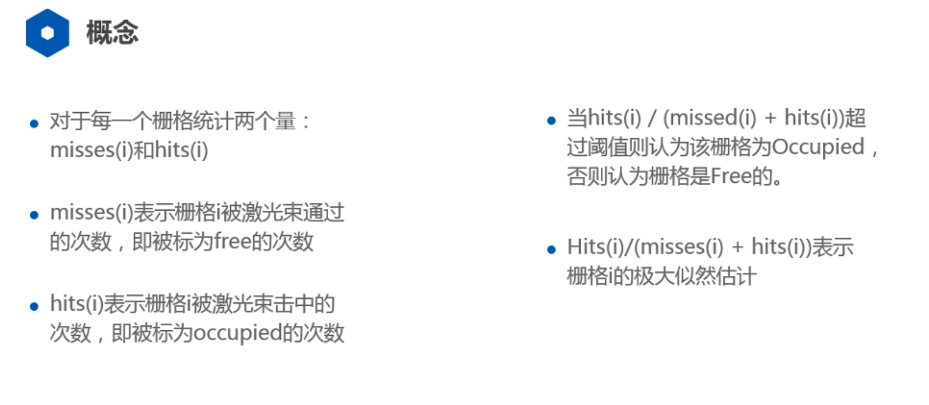 概念
对于每一个栅格统计两个量：
misses(i)和hits(i)
misses(i)表示栅格i被激光束通过
的次数，即被标为free的次数
hits(i)表示栅格i被激光束击中的
次数，即被标为occupied的次数
当hits(i) / (missed(i) + hits(i))超
过阈值则认为该栅格为Occupied，
否则认为栅格是Free的。
Hits(i)/(misses(i) + hits(i))表示
栅格i的极大似然估计